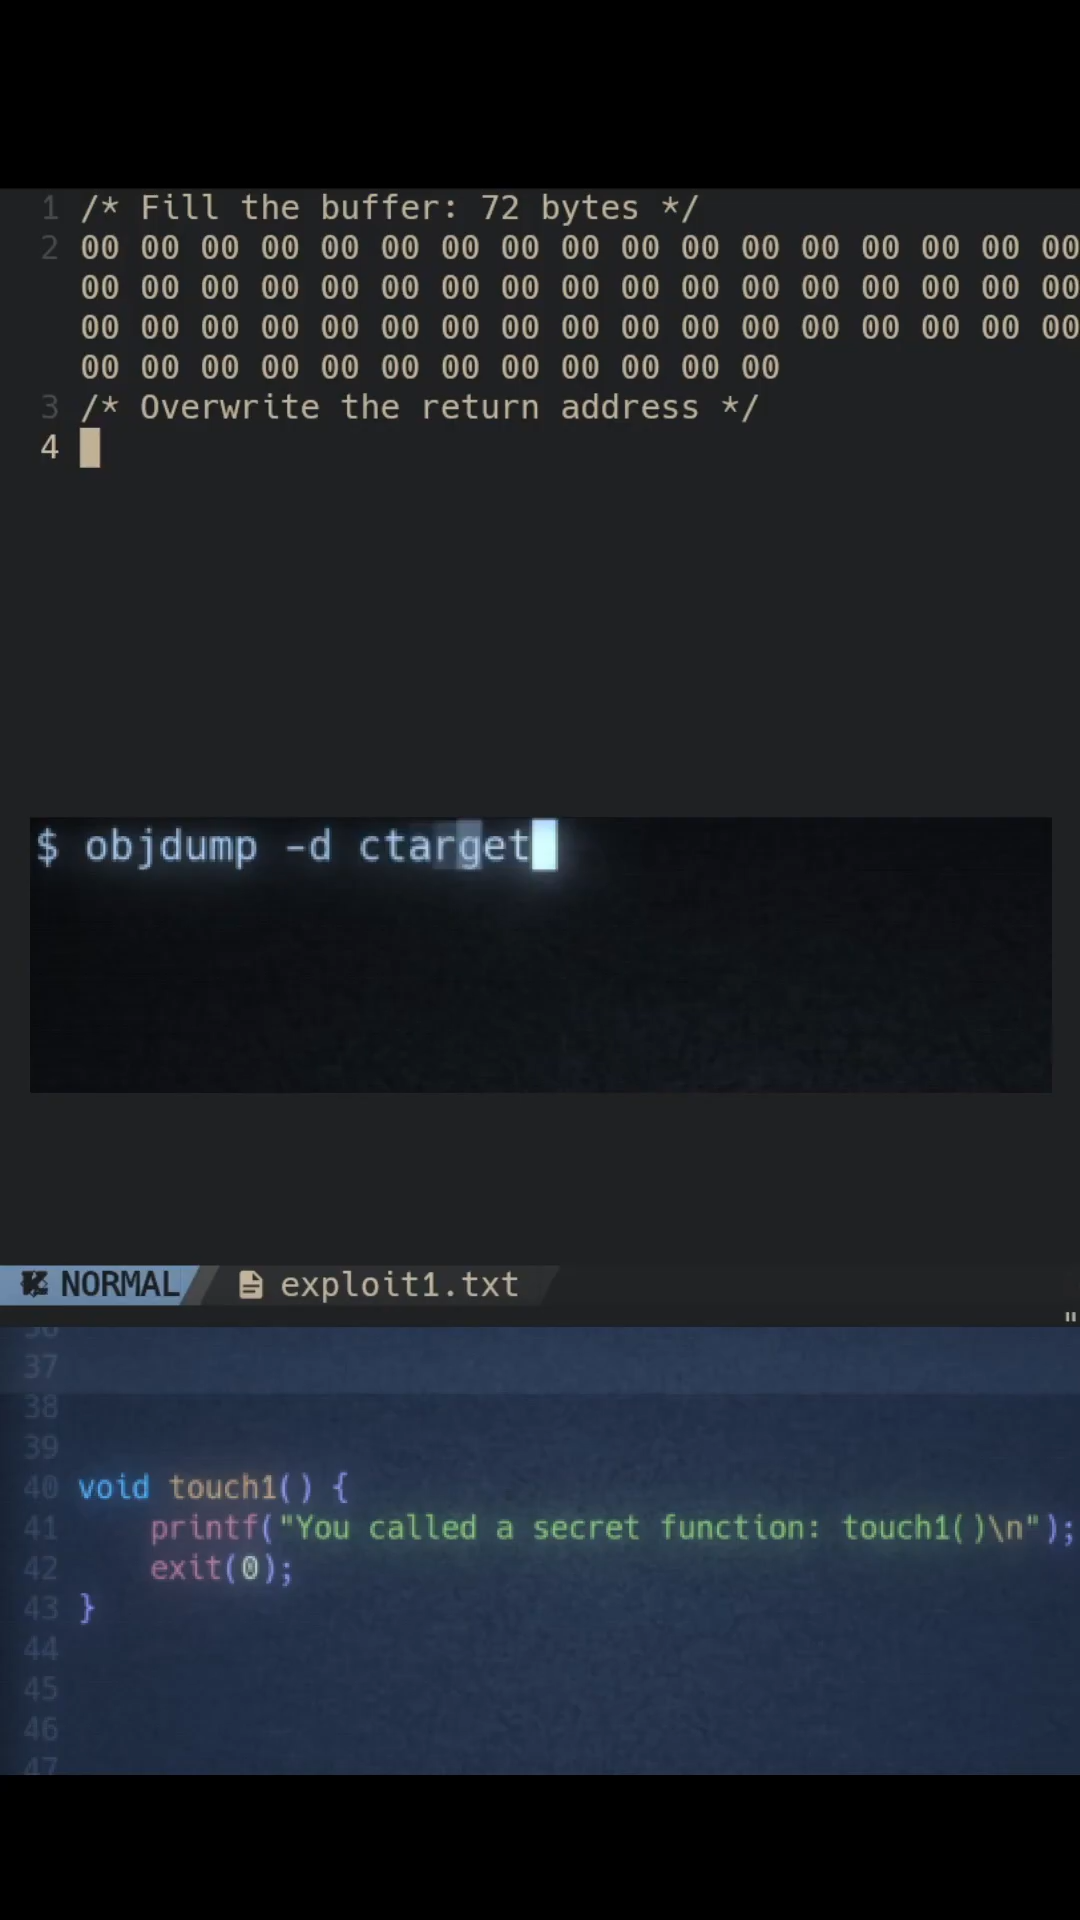 1 /* Fill the buffer: 72 bytes */
2 00 00 00 00 00 00 00 00 00 00 00 00 00 00 00 00 00
00 00 00 00 00 00 00 00 00 00 00 00 00 00 00 00 00
00 00 00 00 00 00 00 00 00 00 00 00 00 00 00 00 00
00 00 00 00 00 00 00 00 00 00 00 00
3 /* Overwrite the return address */
4
$ objdump -d ctarget
NORMAL exploit1.txt
"
36
37
38
39
40 void touch1() {
41 printf("You called a secret function: touch1()\n");
42 exit(0);
43 }
44
45
46
47